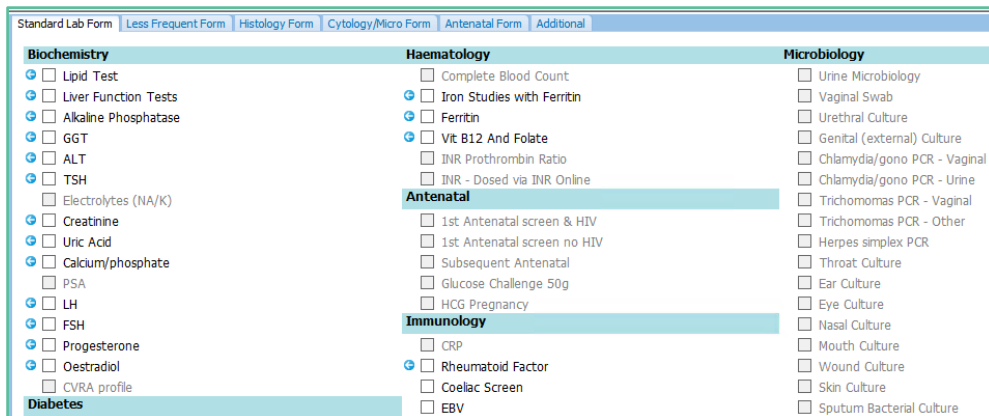 Standard Lab Form Less Frequent Form Histology Form Cytology/Micro Form Antenatal Form Additional
Biochemistry
Lipid Test
Liver Function Tests
Alkaline Phosphatase
GGT
ALT
TSH
Electrolytes (NA/K)
Creatinine
Uric Acid
Calcium/phosphate
PSA
LH
FSH
Progesterone
Oestradiol
CVRA profile
Diabetes
Haematology
Complete Blood Count
Iron Studies with Ferritin
Ferritin
Vit B12 And Folate
INR Prothrombin Ratio
INR - Dosed via INR Online
Antenatal
1st Antenatal screen & HIV
1st Antenatal screen no HIV
Subsequent Antenatal
Glucose Challenge 50g
HCG Pregnancy
Immunology
CRP
Rheumatoid Factor
Coeliac Screen
EBV
Microbiology
Urine Microbiology
Vaginal Swab
Urethral Culture
Genital (external) Culture
Chlamydia/gono PCR - Vaginal
Chlamydia/gono PCR - Urine
Trichomomas PCR - Vaginal
Trichomomas PCR - Other
Herpes simplex PCR
Throat Culture
Ear Culture
Eye Culture
Nasal Culture
Mouth Culture
Wound Culture
Skin Culture
Sputum Bacterial Culture